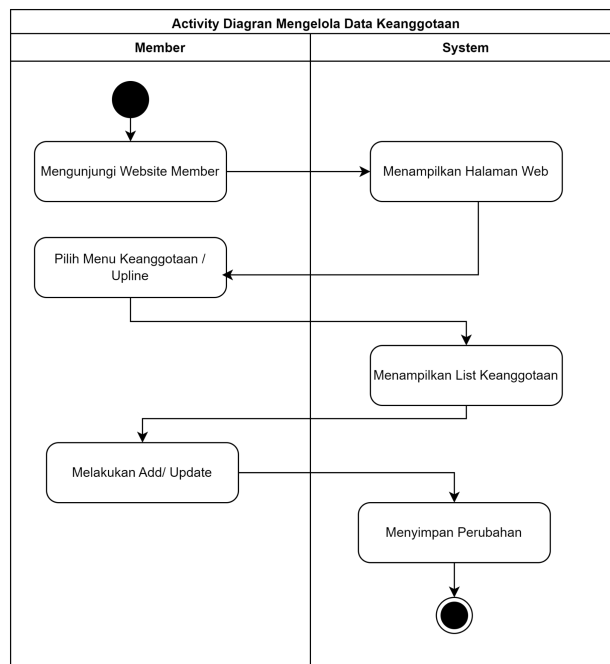 Activity Diagran Mengelola Data Keanggotaan
Member
System
Mengunjungi Website Member
Menampilkan Halaman Web
Pilih Menu Keanggotaan /
Upline
Menampilkan List Keanggotaan
Melakukan Add/ Update
Menyimpan Perubahan